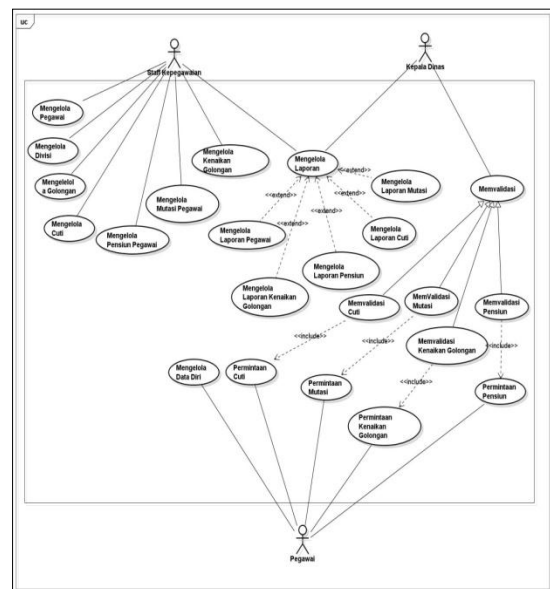 uc
Staff Kepegawaian
Kepala Dinas
Mengelola
Pegawai
Mengelola
Divisi
Mengelolol
a Golongan
Mengelola
Cuti
Mengelola
Pensiun Pegawai
Mengelola
Mutasi Pegawai
Mengelola
Kenaikan
Golongan
Mengelola
Laporan
<<extend>>
Mengelola
Laporan Mutasi
Memvalidasi
<<extend>>
<<extend>>
Mengelola
Laporan Pegawai
<<extend>>
<<extend>>
Mengelola
Laporan Cuti
Mengelola
Laporan Kenaikan
Golongan
Mengelola
Laporan Pensiun
Memvalidasi
Cuti
MemValidasi
Mutasi
Memvalidasi
Pensiun
Memvalidasi
Kenaikan Golongan
<<include>>
<<include>>
<<include>>
<<include>>
Mengelola
Data Diri
Permintaan
Cuti
Permintaan
Mutasi
Permintaan
Kenaikan
Golongan
Permintaan
Pensiun
Pegawai